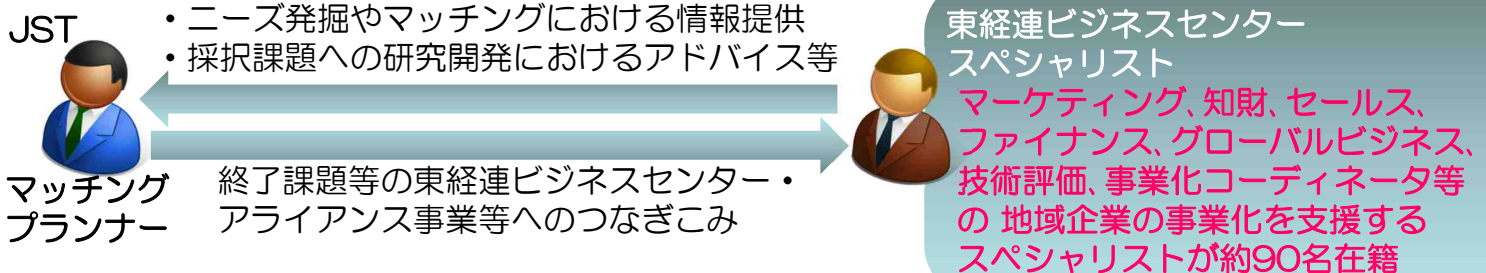 JST
・ニーズ発掘やマッチングにおける情報提供
・採択課題への研究開発におけるアドバイス等
マッチング
プランナー
終了課題等の東経連ビジネスセンター・
アライアンス事業等へのつなぎこみ
東経連ビジネスセンター
スペシャリスト
マーケティング、知財、セールス、
ファイナンス、グローバルビジネス、
技術評価、事業化コーディネータ等
の 地域企業の事業化を支援する
スペシャリストが約90名在籍